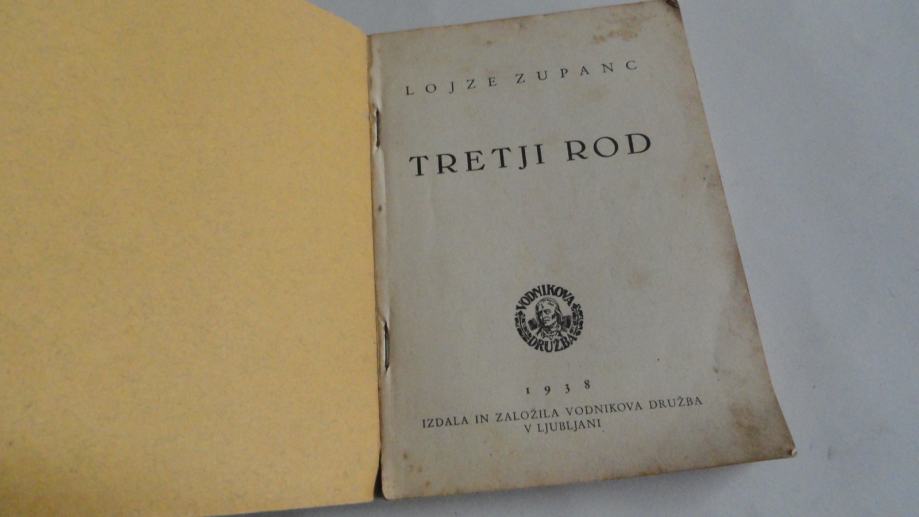 LOJZE ZUPANC
TRETJI ROD
VODNIKOVA
DRUŽBA
1938
IZDALA IN ZALOŽILA VODNIKOVA DRUŽBA
V LJUBLJANI